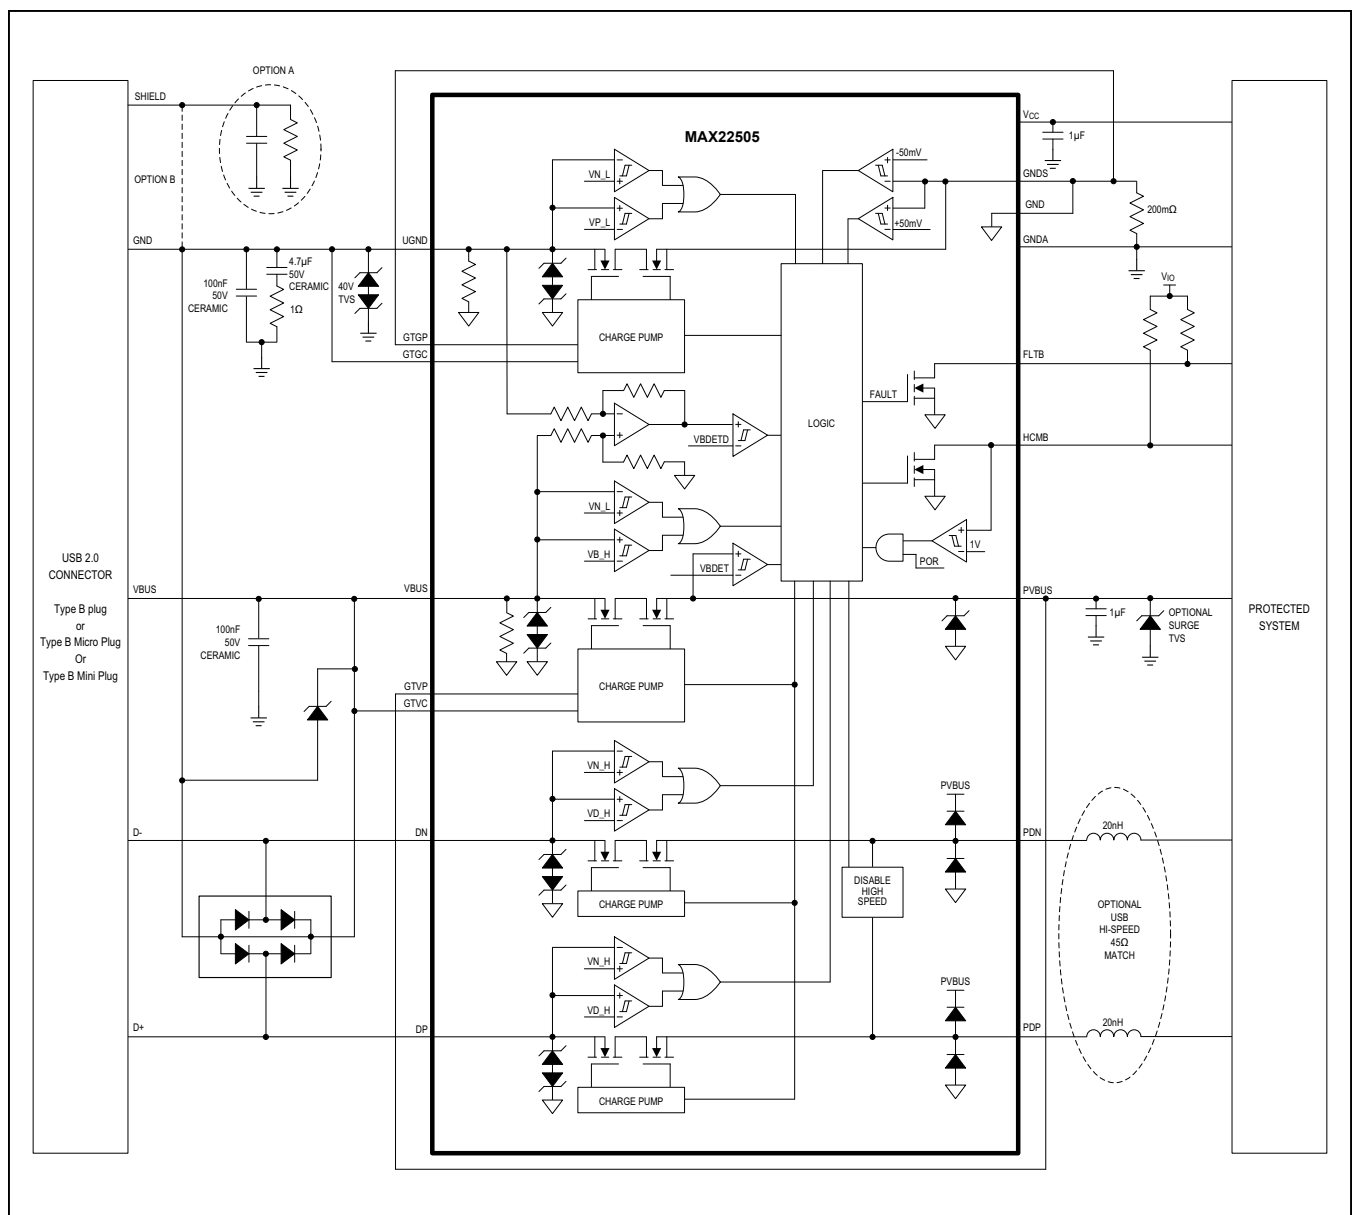 OPTION A
SHIELD
OPTION B
GND
100nF
50V
CERAMIC
4.7µF
50V
CERAMIC
1Ω
40V
TVS
UGND
GTGP
GTGC
MAX22505
VN_L
VP_L
CHARGE PUMP
-50mV
+50mV
VCC
1µF
GNDS
GND
200mΩ
GNDA
VIO
FLTB
FAULT
LOGIC
VBDETD
HCMB
VN_L
VB_H
VBDET
1V
POR
USB 2.0
CONNECTOR
Type B plug
or
Type B Micro Plug
Or
Type B Mini Plug
VBUS
100nF
50V
CERAMIC
VBUS
GTVP
GTVC
CHARGE PUMP
PVBUS
1µF
OPTIONAL
SURGE
TVS
PROTECTED
SYSTEM
VN_H
VD_H
D-
DN
CHARGE PUMP
DISABLE
HIGH
SPEED
PVBUS
PDN
20nH
OPTIONAL
USB
HI-SPEED
45Ω
MATCH
VN_H
VD_H
D+
DP
CHARGE PUMP
PVBUS
PDP
20nH